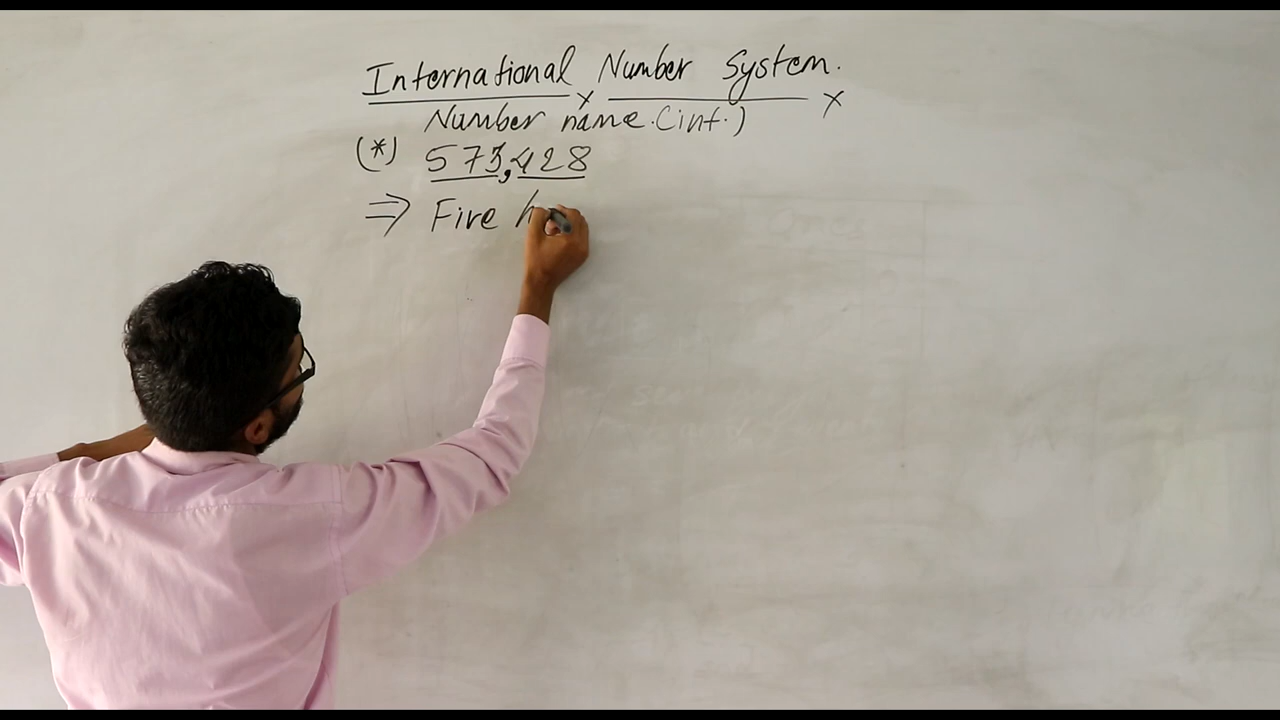 International Number System.
Number name.(int.)
(*) 573,428
⇒ Five h